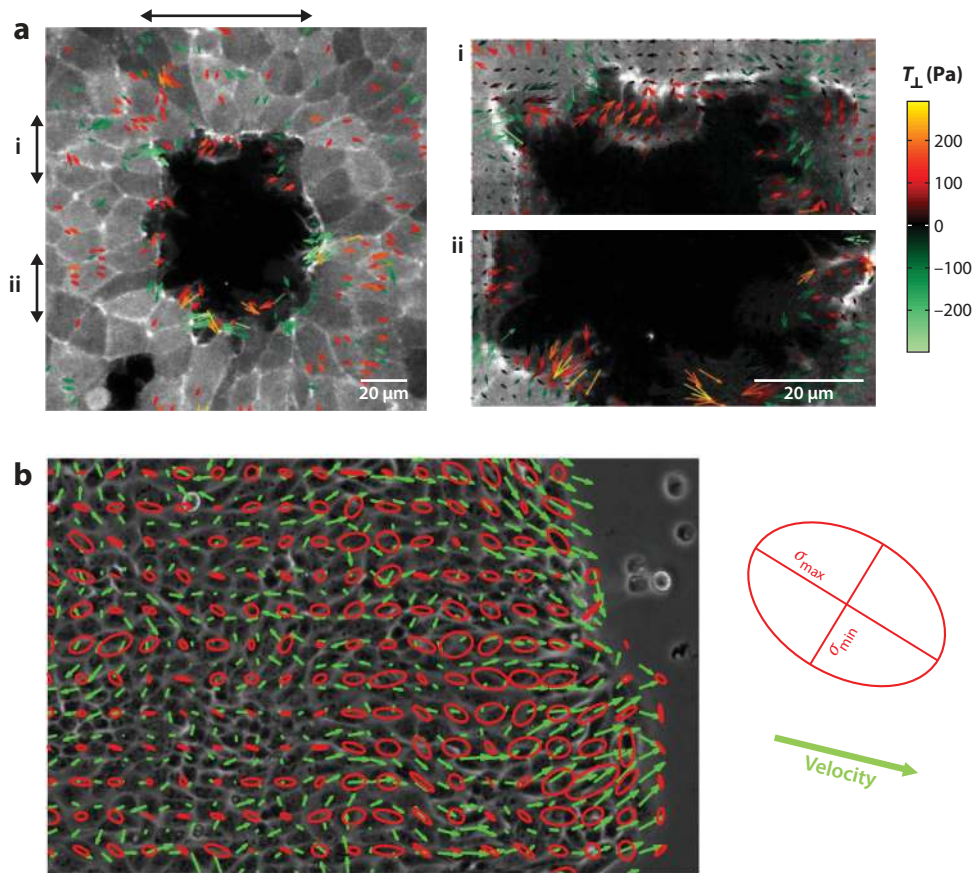 a
i
ii
20 μm
i
ii
20 μm
T⊥ (Pa)
200
100
0
−100
−200
b
σmax
σmin
Velocity